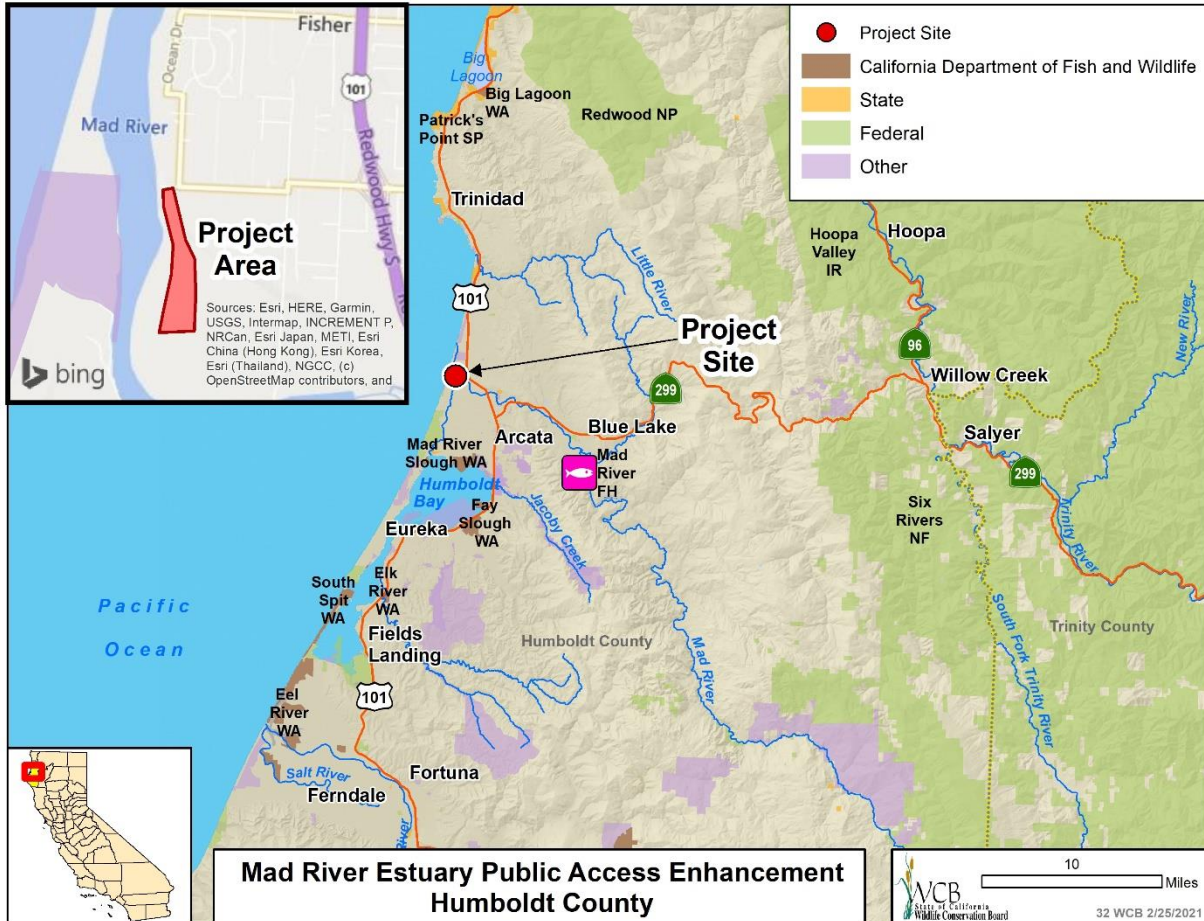 Fisher
Ocean Dr
101
Mad River
Redwood Hwy S
Project
Area
Sources: Esri, HERE, Garmin,
USGS, Intermap, INCREMENT P,
NRCan, Esri Japan, METI, Esri
China (Hong Kong), Esri Korea,
Esri (Thailand), NGCC, (c)
OpenStreetMap contributors, and
bing
Project Site
California Department of Fish and Wildlife
State
Federal
Other
Big
Lagoon
Big Lagoon
WA
Patrick's
Point SP
Redwood NP
Trinidad
Hoopa
Hoopa
Valley
IR
Little River
New River
101
Project
Site
96
299
Willow Creek
Blue Lake
Arcata
Salyer
Mad River
Slough WA
Mad
River
FH
299
Humboldt
Bay
Fay
Slough
WA
Jacoby Creek
Six
Rivers
NF
Trinity River
Eureka
South
Spit
WA
Elk
River
WA
Pacific
Ocean
Fields
Landing
Humboldt County
Mad River
South Fork Trinity River
Trinity County
101
Eel
River
WA
Salt River
Fortuna
Ferndale
River
Mad River Estuary Public Access Enhancement
Humboldt County
WCB
State of California
Wildlife Conservation Board
10
Miles
32 WCB 2/25/2021